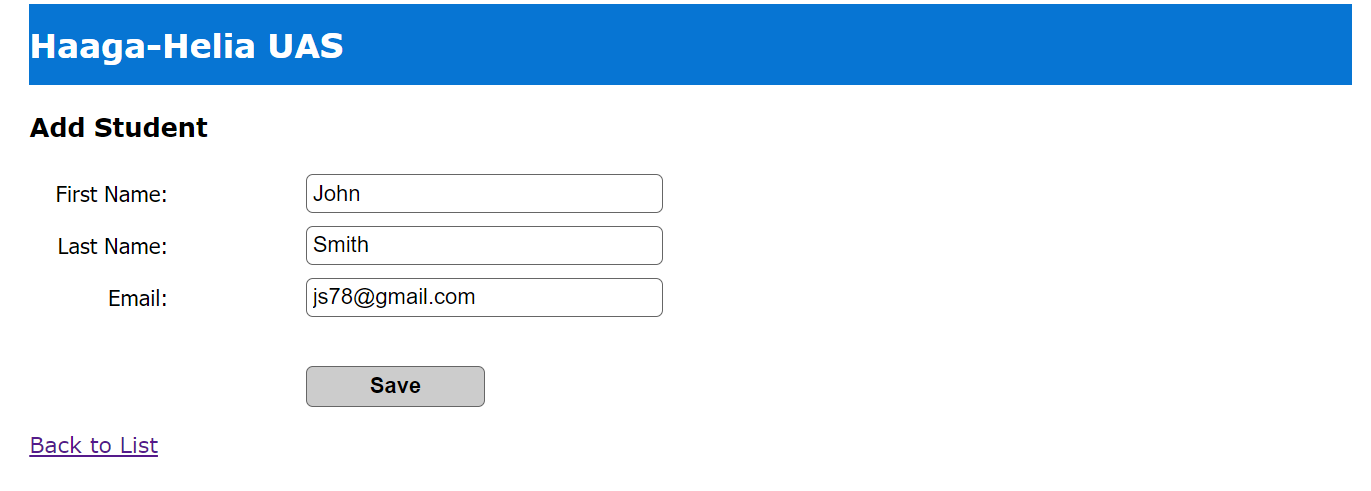 Haaga-Helia UAS
Add Student
First Name: John
Last Name: Smith
Email: js78@gmail.com
Save
Back to List